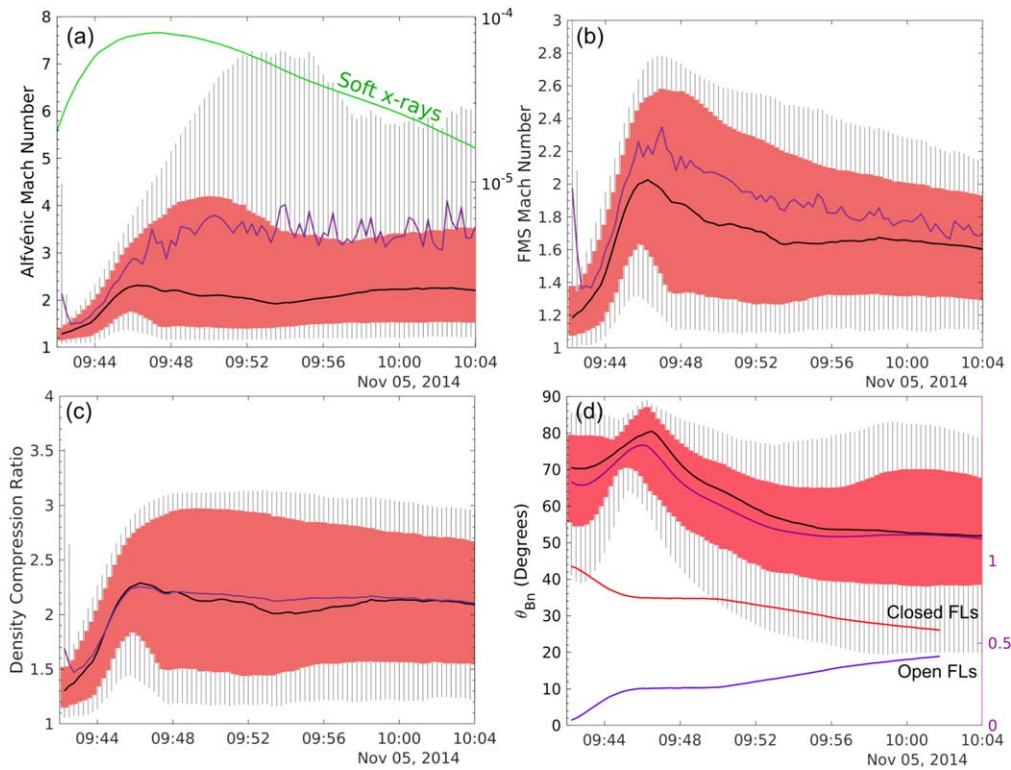 (a)
Alfvénic Mach Number
8
7
6
5
4
3
2
1
10⁻⁴
10⁻⁵
Soft x-rays
09:44 09:48 09:52 09:56 10:00 10:04
Nov 05, 2014
(b)
FMS Mach Number
3
2.8
2.6
2.4
2.2
2
1.8
1.6
1.4
1.2
1
09:44 09:48 09:52 09:56 10:00 10:04
Nov 05, 2014
(c)
Density Compression Ratio
4
3.5
3
2.5
2
1.5
1
09:44 09:48 09:52 09:56 10:00 10:04
Nov 05, 2014
(d)
θBn (Degrees)
90
80
70
60
50
40
30
20
10
0
1
0.5
0
Closed FLs
Open FLs
09:44 09:48 09:52 09:56 10:00 10:04
Nov 05, 2014